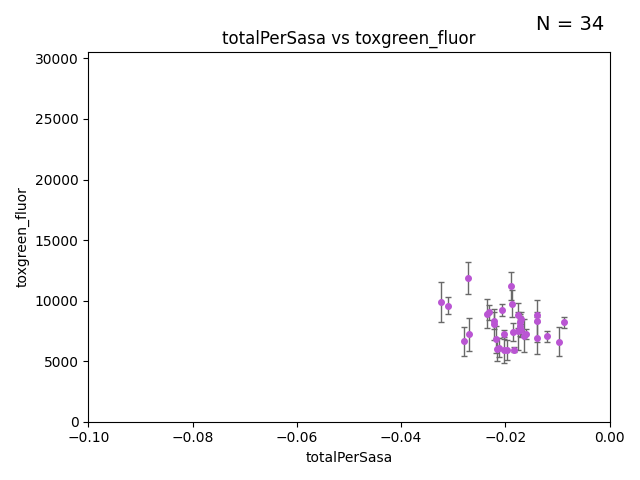 N = 34
totalPerSasa vs toxgreen_fluor
30000
25000
20000
15000
10000
5000
0
toxgreen_fluor
−0.10 −0.08 −0.06 −0.04 −0.02 0.00
totalPerSasa